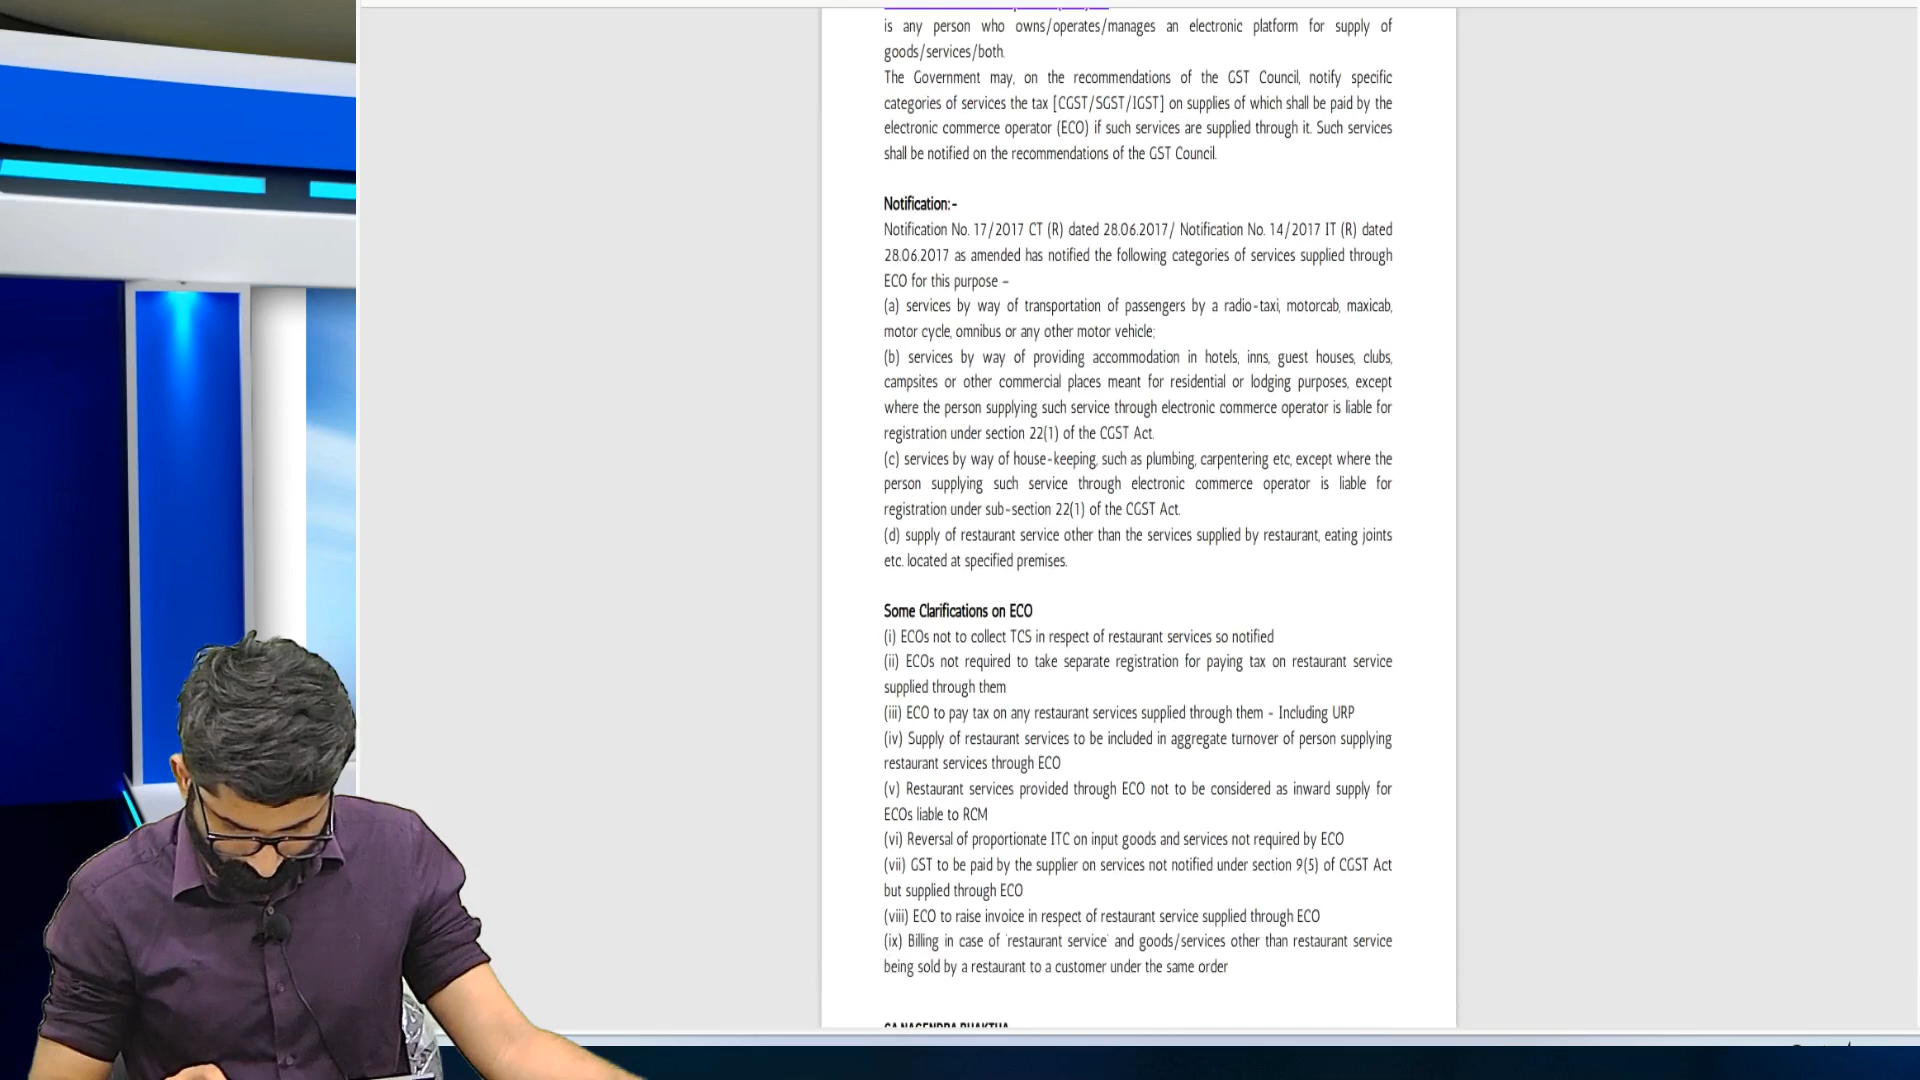 is any person who owns/operates/manages an electronic platform for supply of
goods/services/both.
The Government may, on the recommendations of the GST Council, notify specific
categories of services the tax [CGST/SGST/IGST] on supplies of which shall be paid by the
electronic commerce operator (ECO) if such services are supplied through it. Such services
shall be notified on the recommendations of the GST Council.
Notification:-
Notification No. 17/2017 CT (R) dated 28.06.2017/ Notification No. 14/2017 IT (R) dated
28.06.2017 as amended has notified the following categories of services supplied through
ECO for this purpose –
(a) services by way of transportation of passengers by a radio-taxi, motorcab, maxicab,
motor cycle, omnibus or any other motor vehicle;
(b) services by way of providing accommodation in hotels, inns, guest houses, clubs,
campsites or other commercial places meant for residential or lodging purposes, except
where the person supplying such service through electronic commerce operator is liable for
registration under section 22(1) of the CGST Act.
(c) services by way of house-keeping, such as plumbing, carpentering etc, except where the
person supplying such service through electronic commerce operator is liable for
registration under sub-section 22(1) of the CGST Act.
(d) supply of restaurant service other than the services supplied by restaurant, eating joints
etc. located at specified premises.
Some Clarifications on ECO
(i) ECOs not to collect TCS in respect of restaurant services so notified
(ii) ECOs not required to take separate registration for paying tax on restaurant service
supplied through them
(iii) ECO to pay tax on any restaurant services supplied through them - Including URP
(iv) Supply of restaurant services to be included in aggregate turnover of person supplying
restaurant services through ECO
(v) Restaurant services provided through ECO not to be considered as inward supply for
ECOs liable to RCM
(vi) Reversal of proportionate ITC on input goods and services not required by ECO
(vii) GST to be paid by the supplier on services not notified under section 9(5) of CGST Act
but supplied through ECO
(viii) ECO to raise invoice in respect of restaurant service supplied through ECO
(ix) Billing in case of 'restaurant service' and goods/services other than restaurant service
being sold by a restaurant to a customer under the same order
CA NAGENDRA BHAKTHA